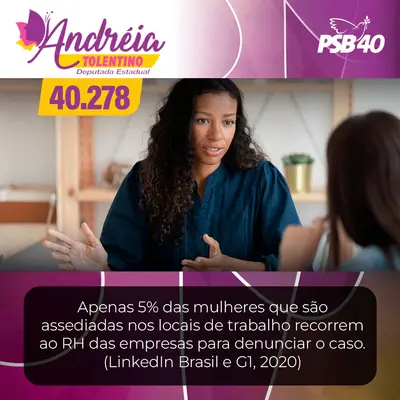 Andréia
TOLENTINO
Deputada Estadual
PSB40
40.278
Apenas 5% das mulheres que são
assediadas nos locais de trabalho recorrem
ao RH das empresas para denunciar o caso.
(LinkedIn Brasil e G1, 2020)